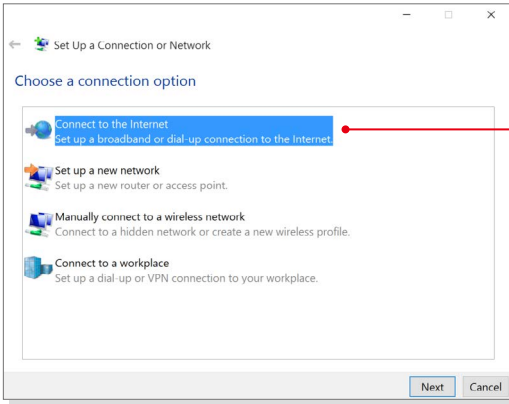 Set Up a Connection or Network
Choose a connection option
Connect to the Internet
Set up a broadband or dial-up connection to the Internet.
Set up a new network
Set up a new router or access point.
Manually connect to a wireless network
Connect to a hidden network or create a new wireless profile.
Connect to a workplace
Set up a dial-up or VPN connection to your workplace.
Next Cancel